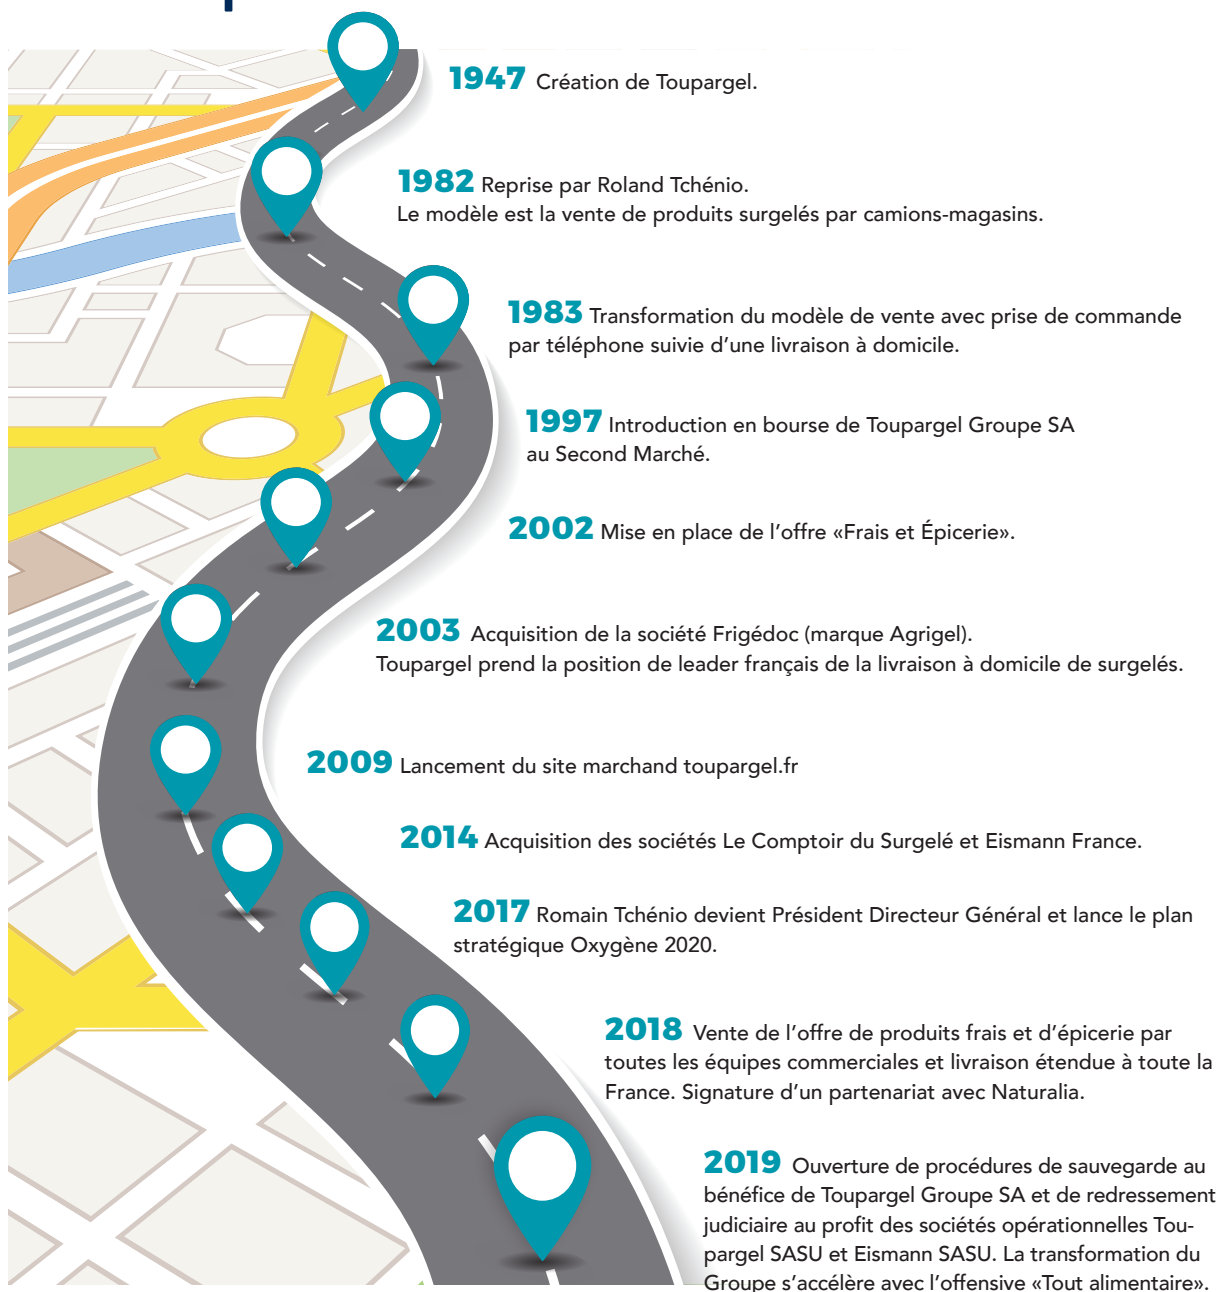 1947 Création de Toupargel.
1982 Reprise par Roland Tchénio.
Le modèle est la vente de produits surgelés par camions-magasins.
1983 Transformation du modèle de vente avec prise de commande
par téléphone suivie d’une livraison à domicile.
1997 Introduction en bourse de Toupargel Groupe SA
au Second Marché.
2002 Mise en place de l’offre «Frais et Épicerie».
2003 Acquisition de la société Frigédoc (marque Agrigel).
Toupargel prend la position de leader français de la livraison à domicile de surgelés.
2009 Lancement du site marchand toupargel.fr
2014 Acquisition des sociétés Le Comptoir du Surgelé et Eismann France.
2017 Romain Tchénio devient Président Directeur Général et lance le plan
stratégique Oxygène 2020.
2018 Vente de l’offre de produits frais et d’épicerie par
toutes les équipes commerciales et livraison étendue à toute la
France. Signature d’un partenariat avec Naturalia.
2019 Ouverture de procédures de sauvegarde au
bénéfice de Toupargel Groupe SA et de redressement
judiciaire au profit des sociétés opérationnelles Tou-
pargel SASU et Eismann SASU. La transformation du
Groupe s’accélère avec l’offensive «Tout alimentaire».